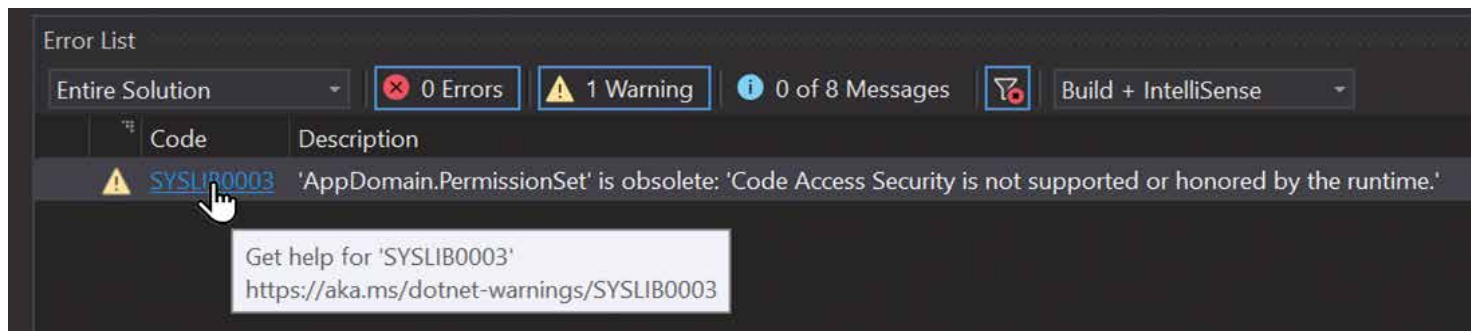 Error List
Entire Solution 0 Errors 1 Warning 0 of 8 Messages Build + IntelliSense
Code Description
SYSLIB0003 'AppDomain.PermissionSet' is obsolete: 'Code Access Security is not supported or honored by the runtime.'
Get help for 'SYSLIB0003'
https://aka.ms/dotnet-warnings/SYSLIB0003